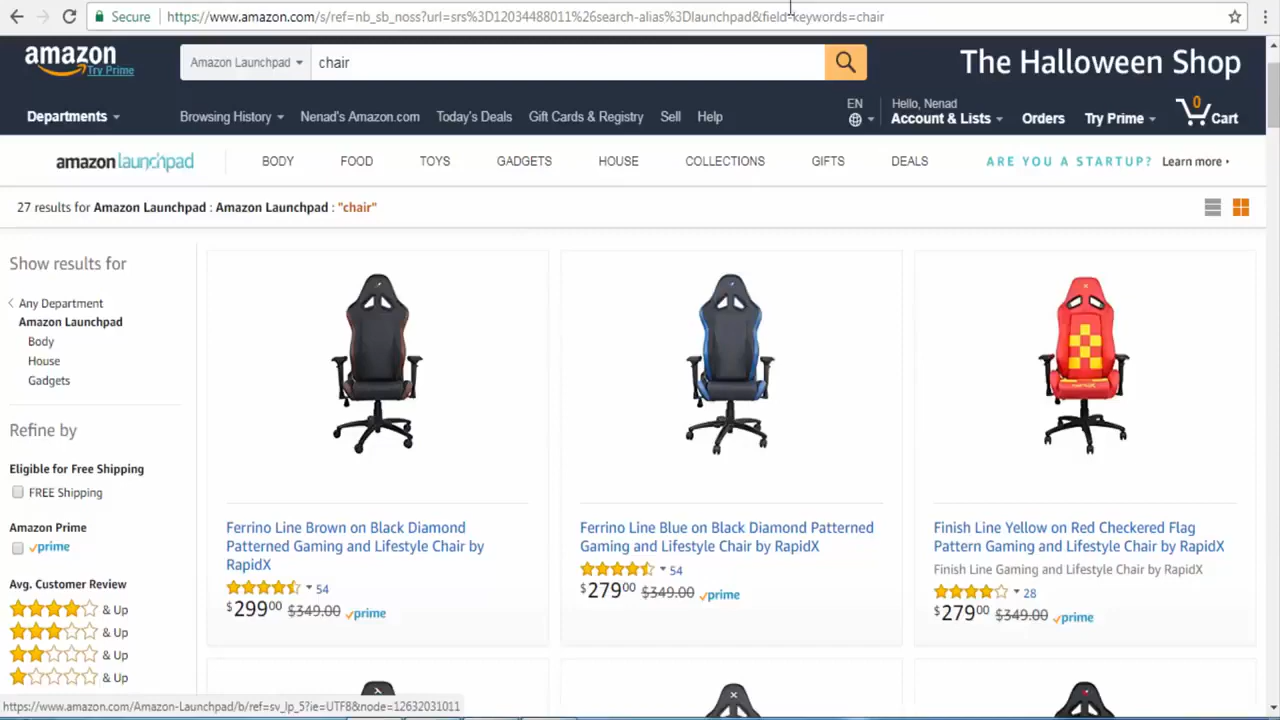 Secure https://www.amazon.com/s/ref=nb_sb_noss?url=srs%3D12034488011%26search-alias%3Dlaunchpad&field-keywords=chair
amazon
Try Prime
Amazon Launchpad chair
The Halloween Shop
Departments Browsing History Nenad's Amazon.com Today's Deals Gift Cards & Registry Sell Help
EN
Hello, Nenad
Account & Lists
Orders
Try Prime
0
Cart
amazon launchpad BODY FOOD TOYS GADGETS HOUSE COLLECTIONS GIFTS DEALS ARE YOU A STARTUP? Learn more
27 results for Amazon Launchpad : Amazon Launchpad : "chair"
Show results for
Any Department
Amazon Launchpad
Body
House
Gadgets
Refine by
Eligible for Free Shipping
FREE Shipping
Amazon Prime
prime
Avg. Customer Review
& Up
& Up
& Up
& Up
Ferrino Line Brown on Black Diamond
Patterned Gaming and Lifestyle Chair by
RapidX
54
$299.00 $349.00 prime
Ferrino Line Blue on Black Diamond Patterned
Gaming and Lifestyle Chair by RapidX
54
$279.00 $349.00 prime
Finish Line Yellow on Red Checkered Flag
Pattern Gaming and Lifestyle Chair by RapidX
Finish Line Gaming and Lifestyle Chair by RapidX
28
$279.00 $349.00 prime
https://www.amazon.com/Amazon-Launchpad/b/ref=sv_lp_5?ie=UTF8&node=12632031011